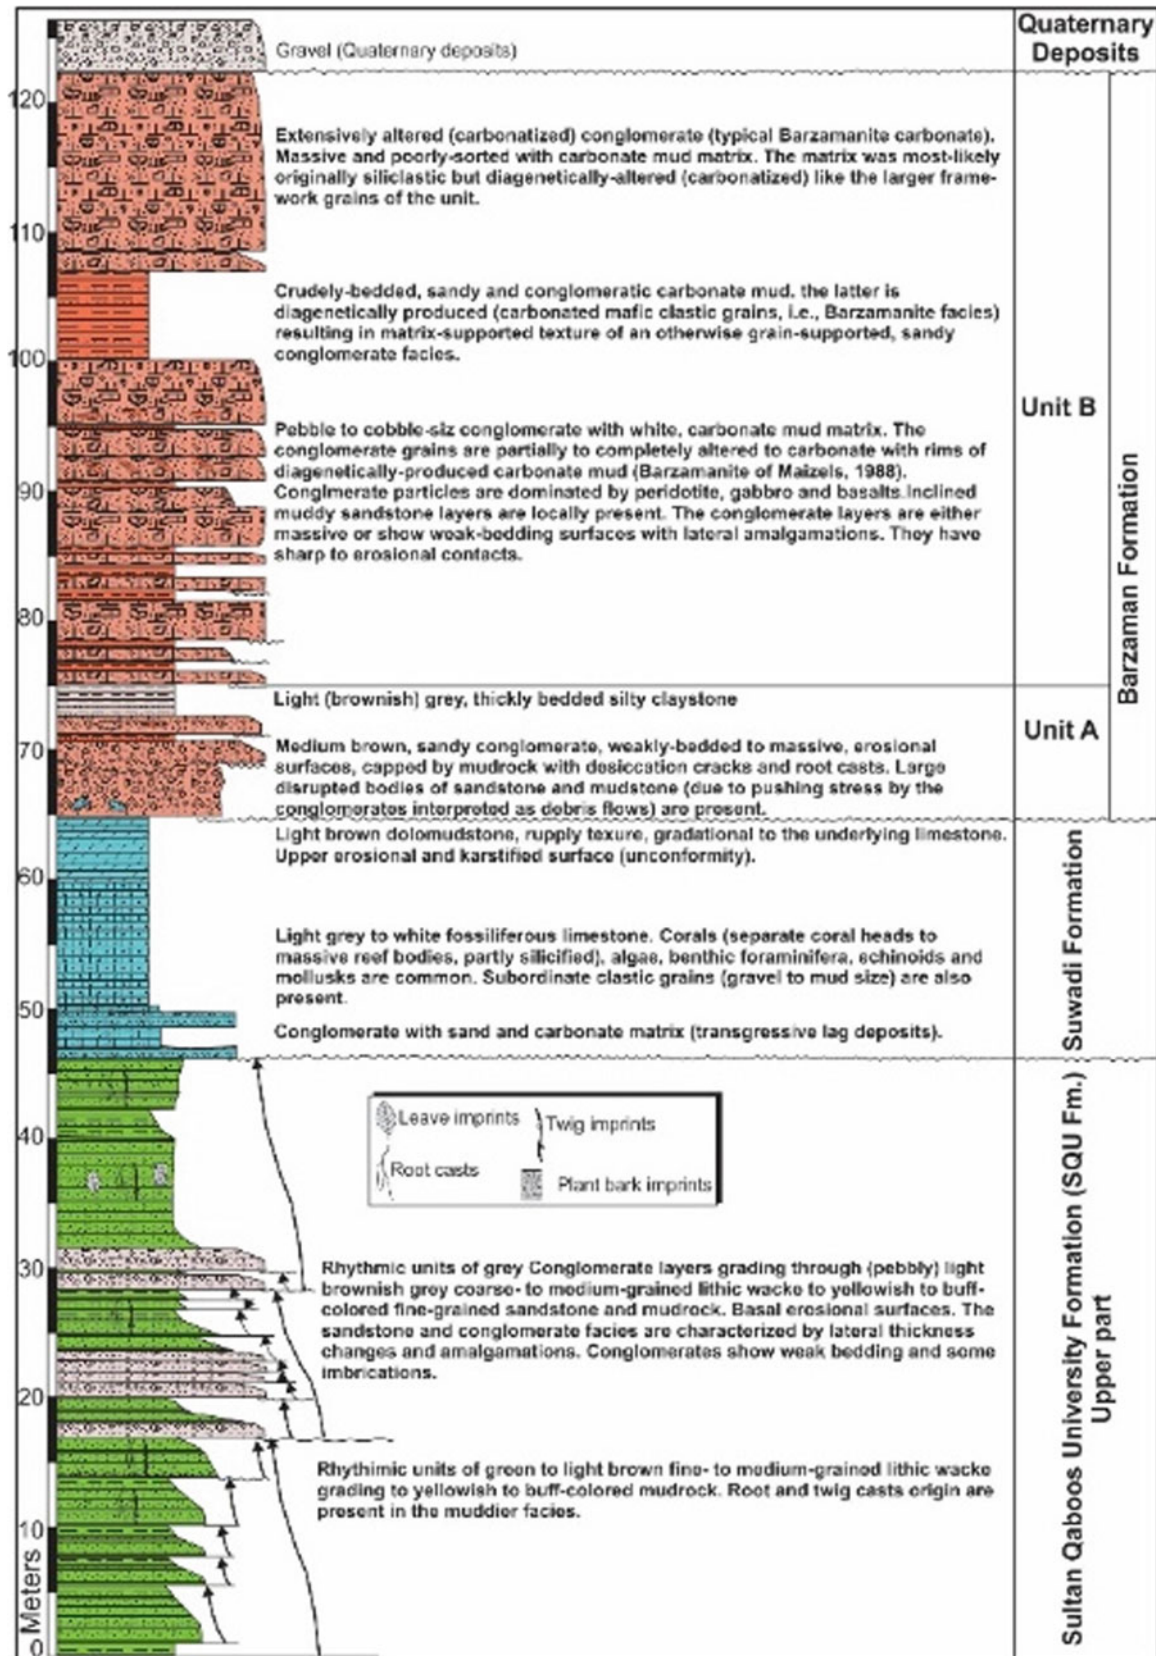 Quaternary
Deposits
Gravel (Quaternary deposits)
120
Extensively altered (carbonatized) conglomerate (typical Barzamanite carbonate).
Massive and poorly-sorted with carbonate mud matrix. The matrix was most-likely
originally siliclastic but diagenetically-altered (carbonatized) like the larger frame-
work grains of the unit.
110
Crudely-bedded, sandy and conglomeratic carbonate mud. the latter is
diagenetically produced (carbonated mafic clastic grains, i.e., Barzamanite facies)
resulting in matrix-supported texture of an otherwise grain-supported, sandy
conglomerate facies.
100
Unit B
Pebble to cobble-siz conglomerate with white, carbonate mud matrix. The
conglomerate grains are partially to completely altered to carbonate with rims of
diagenetically-produced carbonate mud (Barzamanite of Maizels, 1988).
90
Conglmerate particles are dominated by peridotite, gabbro and basalts.inclined
muddy sandstone layers are locally present. The conglomerate layers are either
massive or show weak-bedding surfaces with lateral amalgamations. They have
sharp to erosional contacts.
Barzaman Formation
80
Light (brownish) grey, thickly bedded silty claystone
Unit A
70
Medium brown, sandy conglomerate, weakly-bedded to massive, erosional
surfaces, capped by mudrock with desiccation cracks and root casts. Large
disrupted bodies of sandstone and mudstone (due to pushing stress by the
conglomerates interpreted as debris flows) are present.
Light brown dolomudstone, rupply texure, gradational to the underlying limestone.
Upper erosional and karstified surface (unconformity).
60
Suwadi Formation
Light grey to white fossiliferous limestone. Corals (separate coral heads to
massive reef bodies, partly silicified), algae, benthic foraminifera, echinoids and
mollusks are common. Subordinate clastic grains (gravel to mud size) are also
present.
50
Conglomerate with sand and carbonate matrix (transgressive lag deposits).
Leave imprints
Twig imprints
Root casts
Plant bark imprints
40
Sultan Qaboos University Formation (SQU Fm.)
Upper part
30
Rhythmic units of grey Conglomerate layers grading through (pebbly) light
brownish grey coarse- to medium-grained lithic wacke to yellowish to buff-
colored fine-grained sandstone and mudrock. Basal erosional surfaces. The
sandstone and conglomerate facies are characterized by lateral thickness
changes and amalgamations. Conglomerates show weak bedding and some
imbrications.
20
Rhythimic units of green to light brown fine- to medium-grained lithic wacke
grading to yellowish to buff-colored mudrock. Root and twig casts origin are
present in the muddier facies.
10
Meters
0